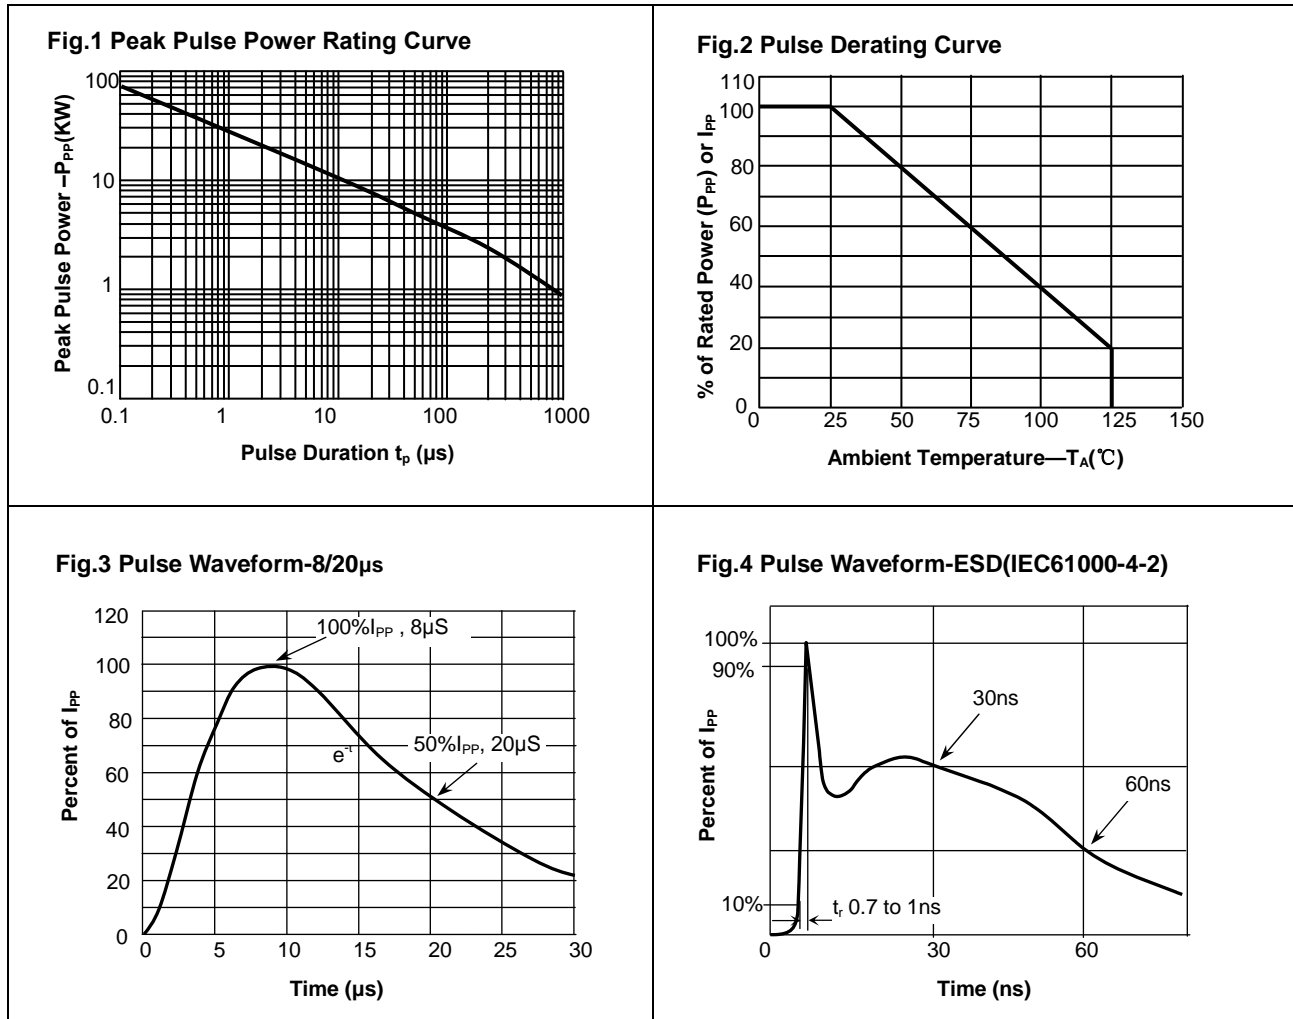 Fig.1 Peak Pulse Power Rating Curve
Peak Pulse Power –PPP(KW)
100
10
1
0.1
0.1 1 10 100 1000
Pulse Duration tp (µs)
Fig.2 Pulse Derating Curve
% of Rated Power (PPP) or IPP
110
100
80
60
40
20
0
0 25 50 75 100 125 150
Ambient Temperature—TA(℃)
Fig.3 Pulse Waveform-8/20µs
Percent of IPP
120
100
80
60
40
20
0
100%IPP , 8µS
e-t
50%IPP, 20µS
0 5 10 15 20 25 30
Time (µs)
Fig.4 Pulse Waveform-ESD(IEC61000-4-2)
Percent of IPP
100%
90%
10%
30ns
60ns
tr 0.7 to 1ns
0 30 60
Time (ns)